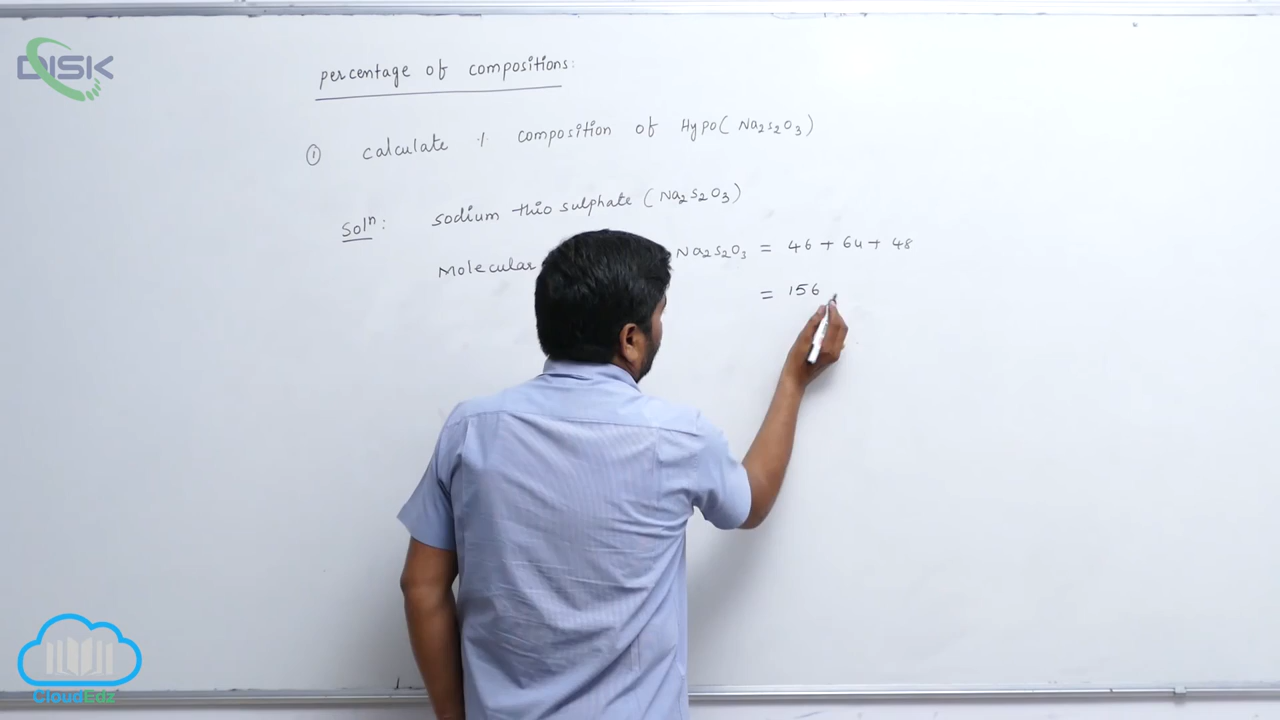 DISK
percentage of compositions:
① calculate % composition of Hypo( Na2S2O3 )
Solⁿ: sodium thio sulphate ( Na2S2O3 )
Molecular Na2S2O3 = 46 + 64 + 48
= 156
CloudEdz